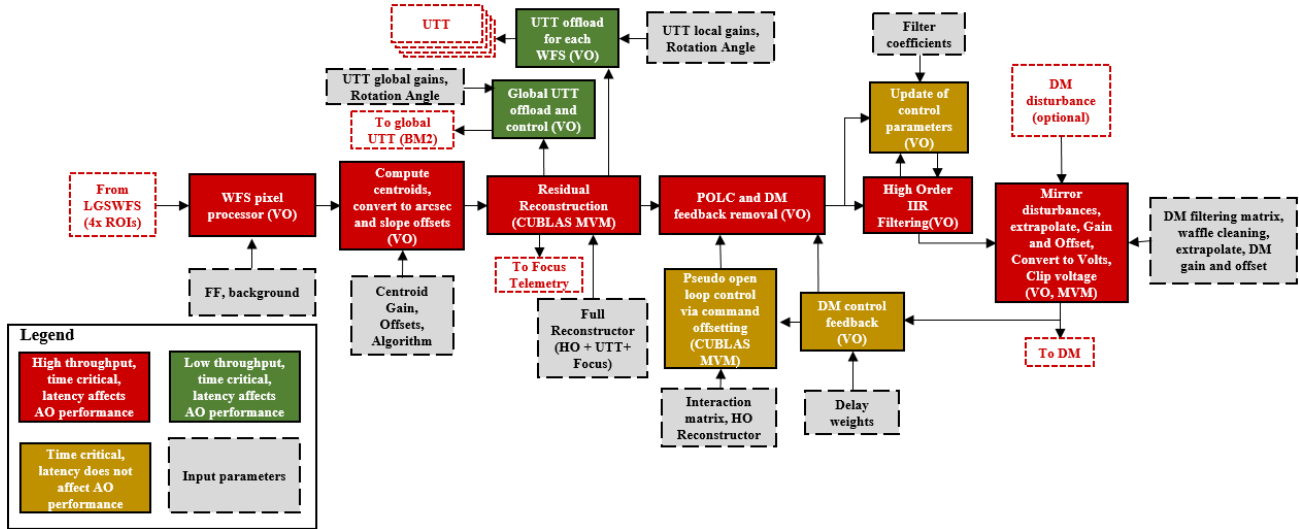 UTT
UTT offload
for each
WFS (VO)
UTT local gains,
Rotation Angle
Filter
coefficients
UTT global gains,
Rotation Angle
Global UTT
offload and
control (VO)
To global
UTT (BM2)
Update of
control
parameters
(VO)
DM
disturbance
(optional)
From
LGSWFS
(4x ROIs)
WFS pixel
processor (VO)
Compute
centroids,
convert to arcsec
and slope offsets
(VO)
Residual
Reconstruction
(CUBLAS MVM)
POLC and DM
feedback removal (VO)
High Order
IIR
Filtering(VO)
Mirror
disturbances,
extrapolate, Gain
and Offset,
Convert to Volts,
Clip voltage
(VO, MVM)
DM filtering matrix,
waffle cleaning,
extrapolate, DM
gain and offset
FF, background
Centroid
Gain,
Offsets,
Algorithm
To Focus
Telemetry
Full
Reconstructor
(HO + UTT+
Focus)
Pseudo open
loop control
via command
offsetting
(CUBLAS
MVM)
DM control
feedback
(VO)
To DM
Interaction
matrix, HO
Reconstructor
Delay
weights
Legend
High throughput,
time critical,
latency affects
AO performance
Low throughput,
time critical,
latency affects
AO performance
Time critical,
latency does not
affect AO
performance
Input parameters